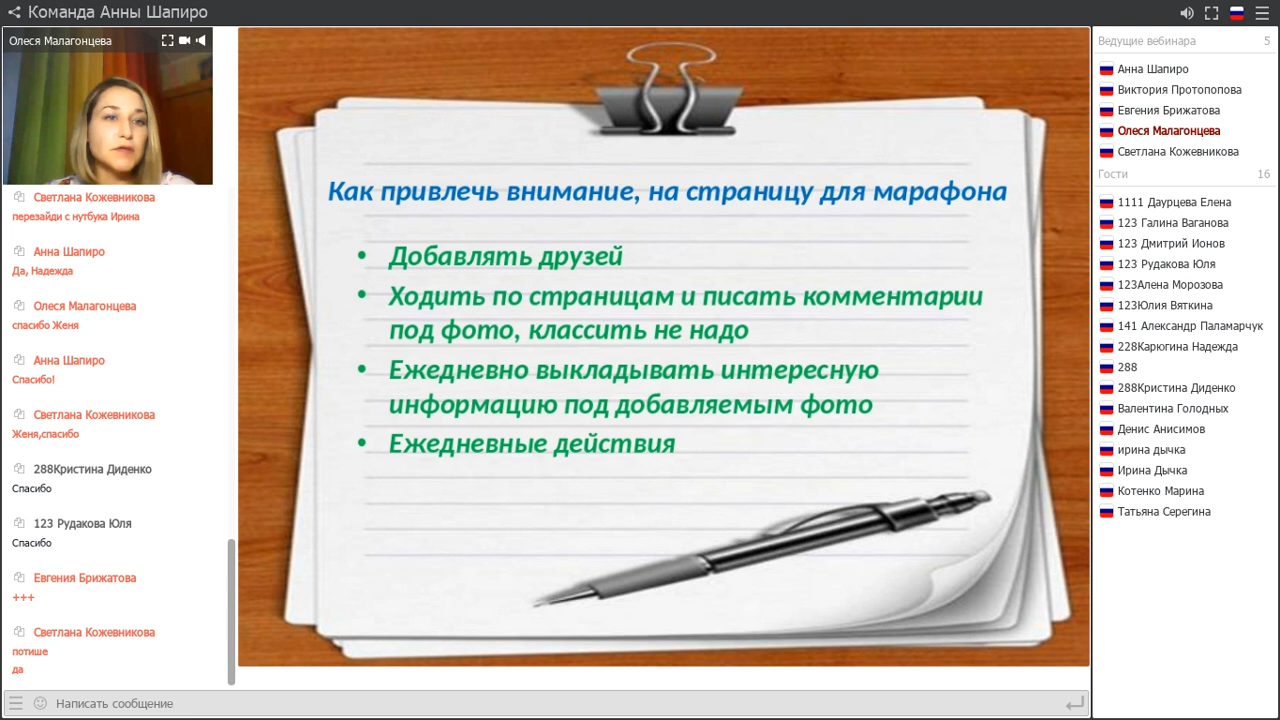 Команда Анны Шапиро
Олеся Малагонцева
Светлана Кожевникова
перезайди с нутбука Ирина
Анна Шапиро
Да, Надежда
Олеся Малагонцева
спасибо Женя
Анна Шапиро
Спасибо!
Светлана Кожевникова
Женя,спасибо
288Кристина Диденко
Спасибо
123 Рудакова Юля
Спасибо
Евгения Брижатова
+++
Светлана Кожевникова
потише
да
Написать сообщение
Как привлечь внимание, на страницу для марафона
• Добавлять друзей
• Ходить по страницам и писать комментарии
под фото, классить не надо
• Ежедневно выкладывать интересную
информацию под добавляемым фото
• Ежедневные действия
Ведущие вебинара 5
Анна Шапиро
Виктория Протопопова
Евгения Брижатова
Олеся Малагонцева
Светлана Кожевникова
Гости 16
1111 Даурцева Елена
123 Галина Ваганова
123 Дмитрий Ионов
123 Рудакова Юля
123Алена Морозова
123Юлия Вяткина
141 Александр Паламарчук
228Карюгина Надежда
288
288Кристина Диденко
Валентина Голодных
Денис Анисимов
ирина дычка
Ирина Дычка
Котенко Марина
Татьяна Серегина